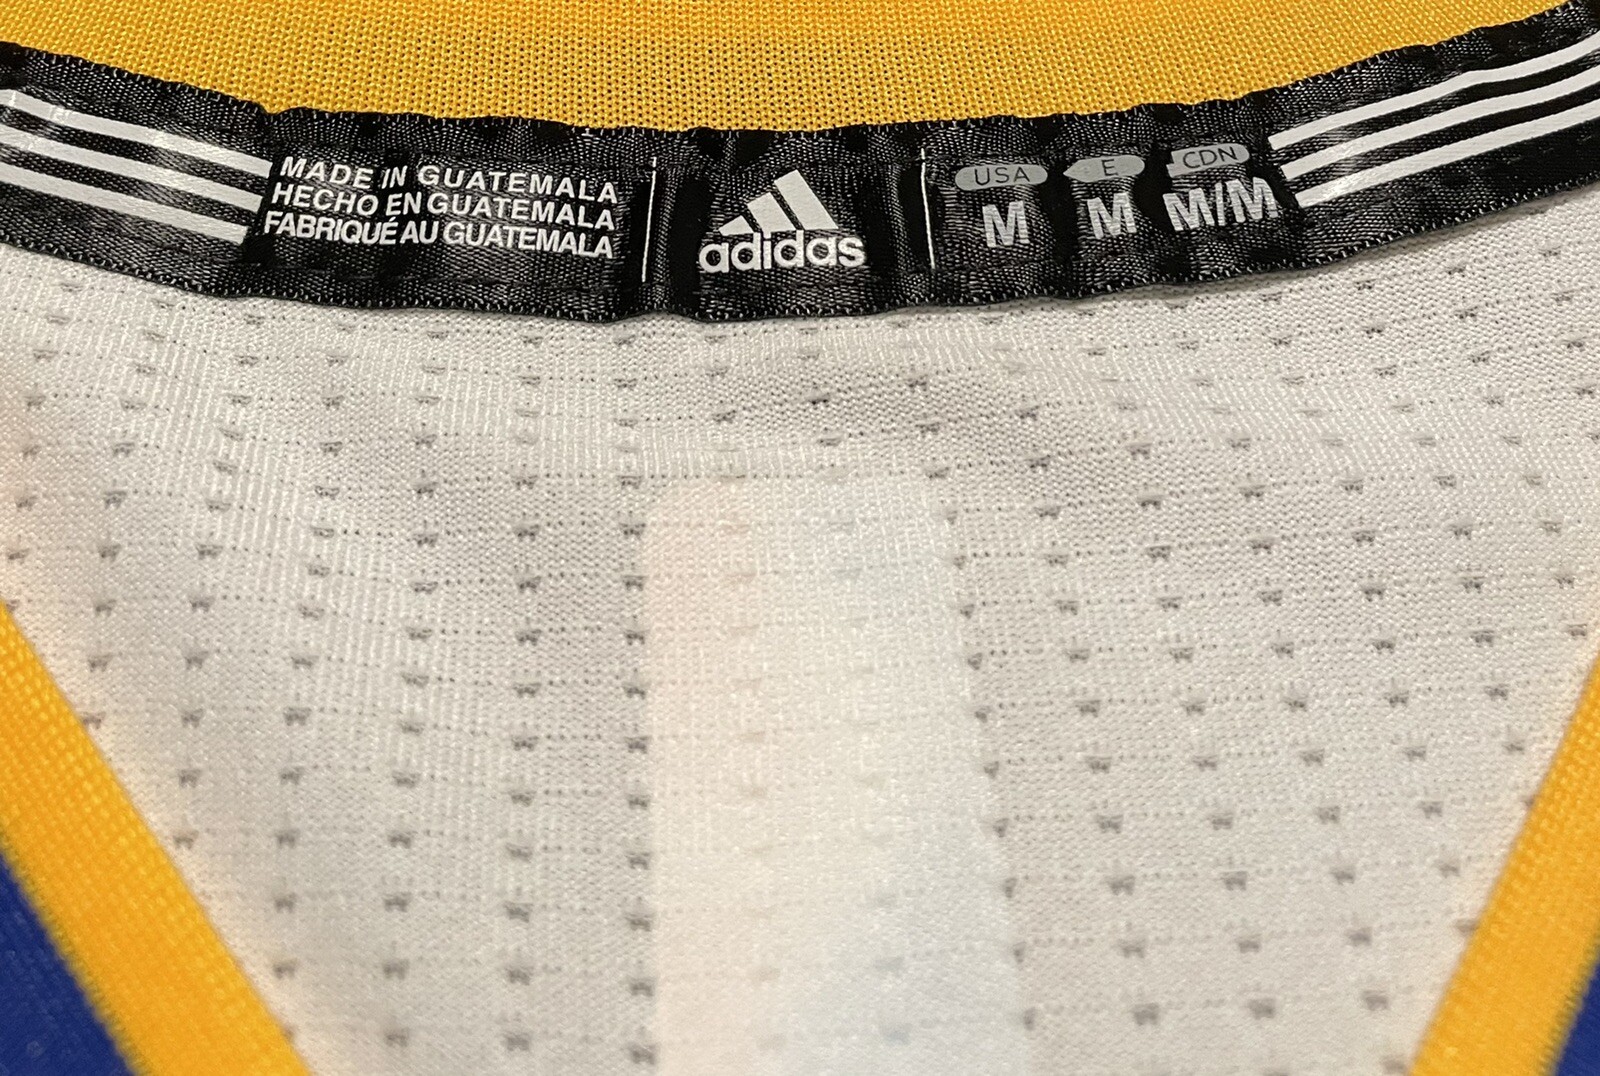 MADE IN GUATEMALA
HECHO EN GUATEMALA
FABRIQUÉ AU GUATEMALA
adidas
USA E CDN
M M M/M